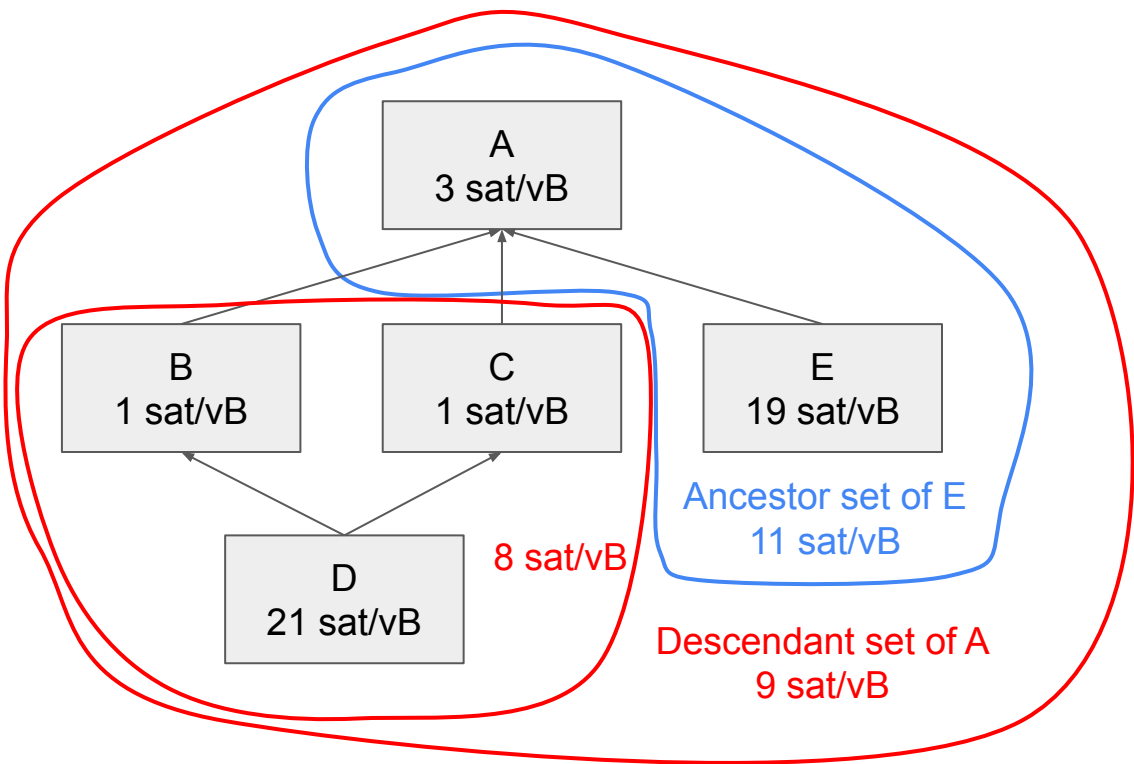 A
3 sat/vB
B
1 sat/vB
C
1 sat/vB
E
19 sat/vB
Ancestor set of E
11 sat/vB
D
21 sat/vB
8 sat/vB
Descendant set of A
9 sat/vB